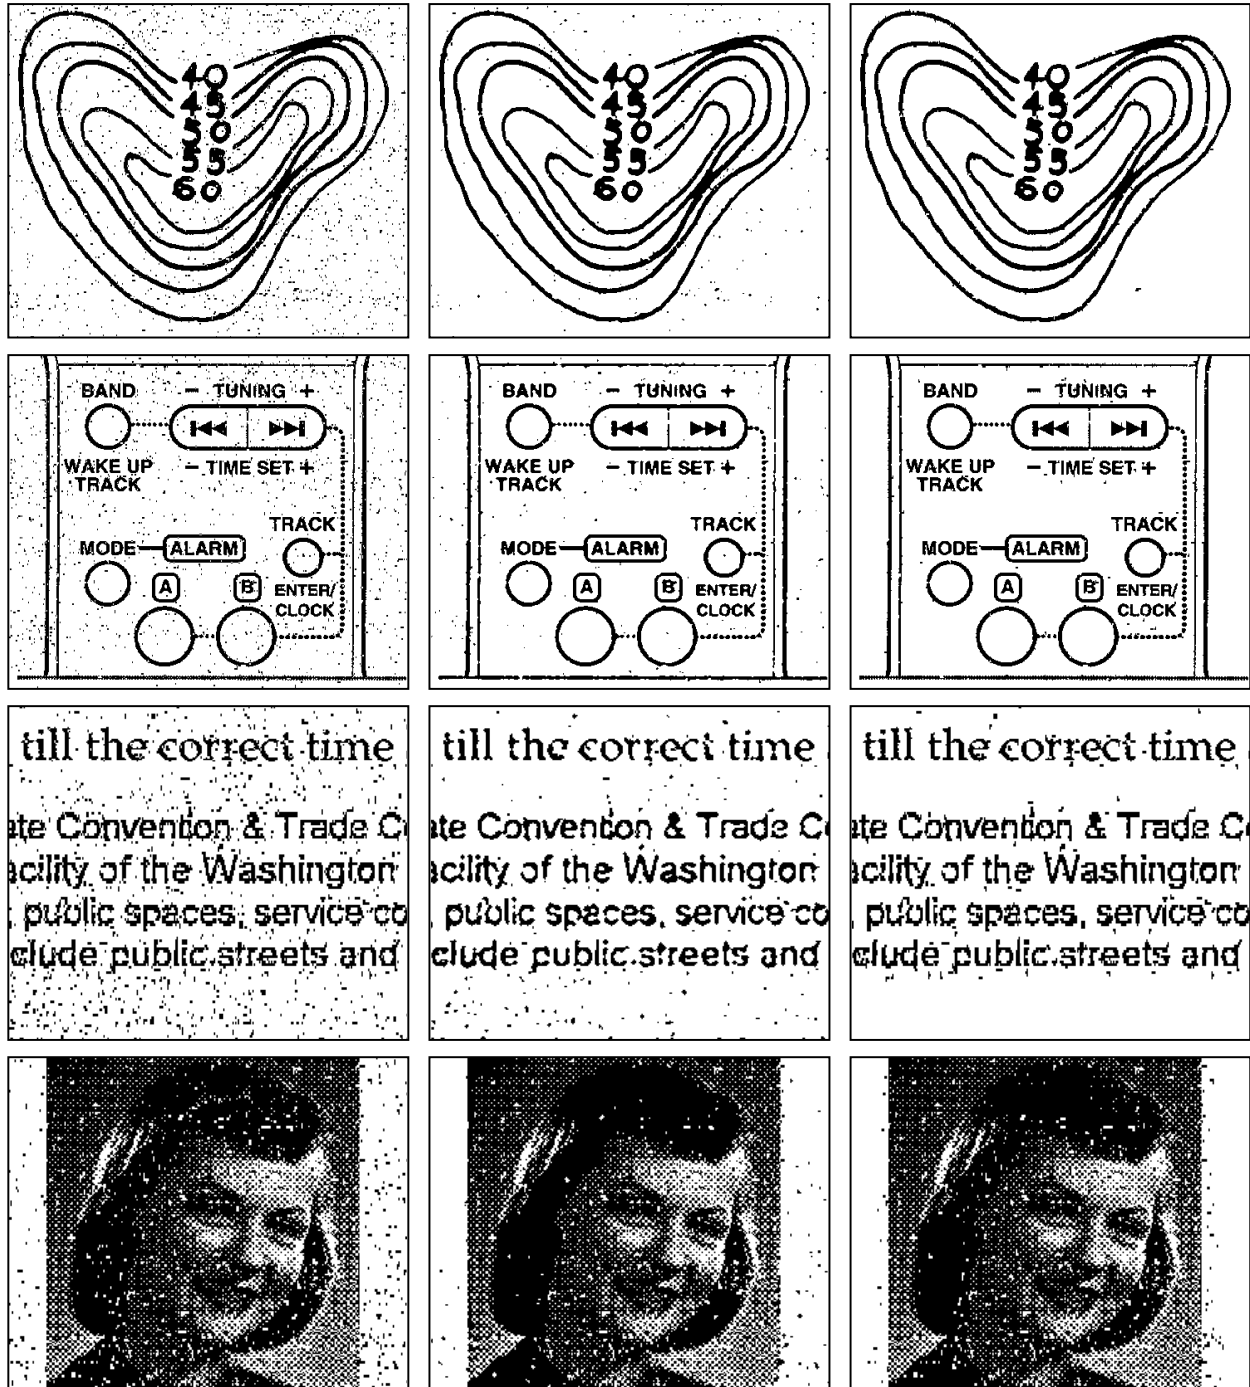 40
45
50
55
60
40
45
50
55
60
40
45
50
55
60
BAND - TUNING +
WAKE UP - TIME SET +
TRACK
TRACK
MODE ALARM
A B ENTER/
CLOCK
BAND - TUNING +
WAKE UP - TIME SET +
TRACK
TRACK
MODE ALARM
A B ENTER/
CLOCK
BAND - TUNING +
WAKE UP - TIME SET +
TRACK
TRACK
MODE ALARM
A B ENTER/
CLOCK
till the correct time
ate Convention & Trade C
acility of the Washington
public spaces, service co
clude public streets and
till the correct time
ate Convention & Trade C
acility of the Washington
public spaces, service co
clude public streets and
till the correct time
ate Convention & Trade C
acility of the Washington
public spaces, service co
clude public streets and